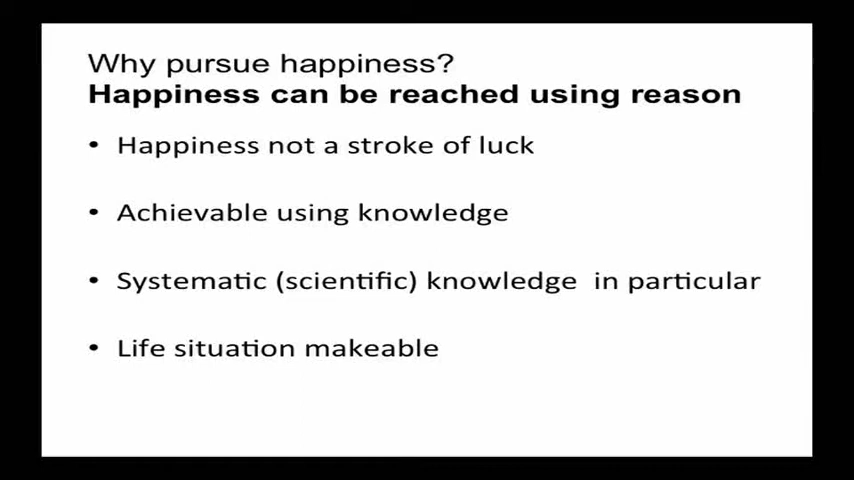 Why pursue happiness?
Happiness can be reached using reason
• Happiness not a stroke of luck
• Achievable using knowledge
• Systematic (scientific) knowledge in particular
• Life situation makeable